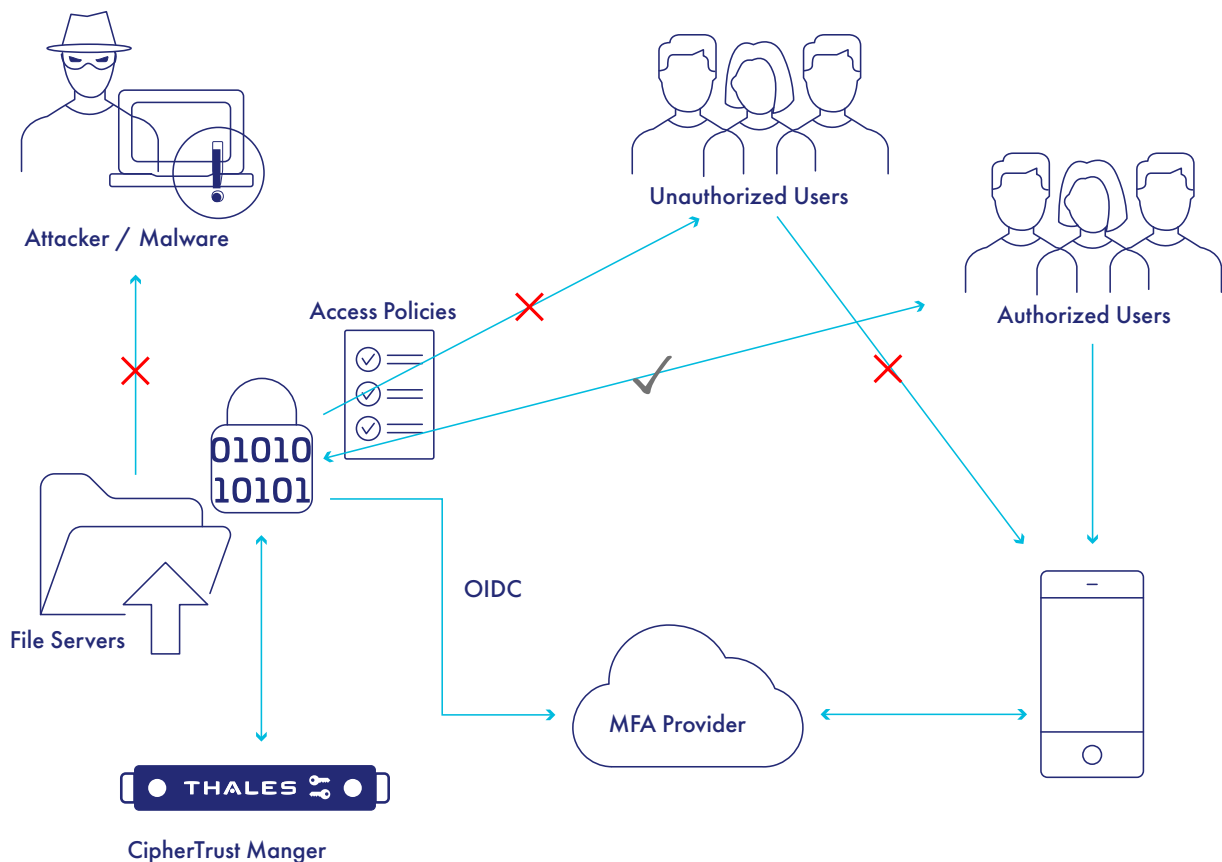 Unauthorized Users
Attacker / Malware
Access Policies
Authorized Users
01010
10101
OIDC
File Servers
MFA Provider
THALES
CipherTrust Manger